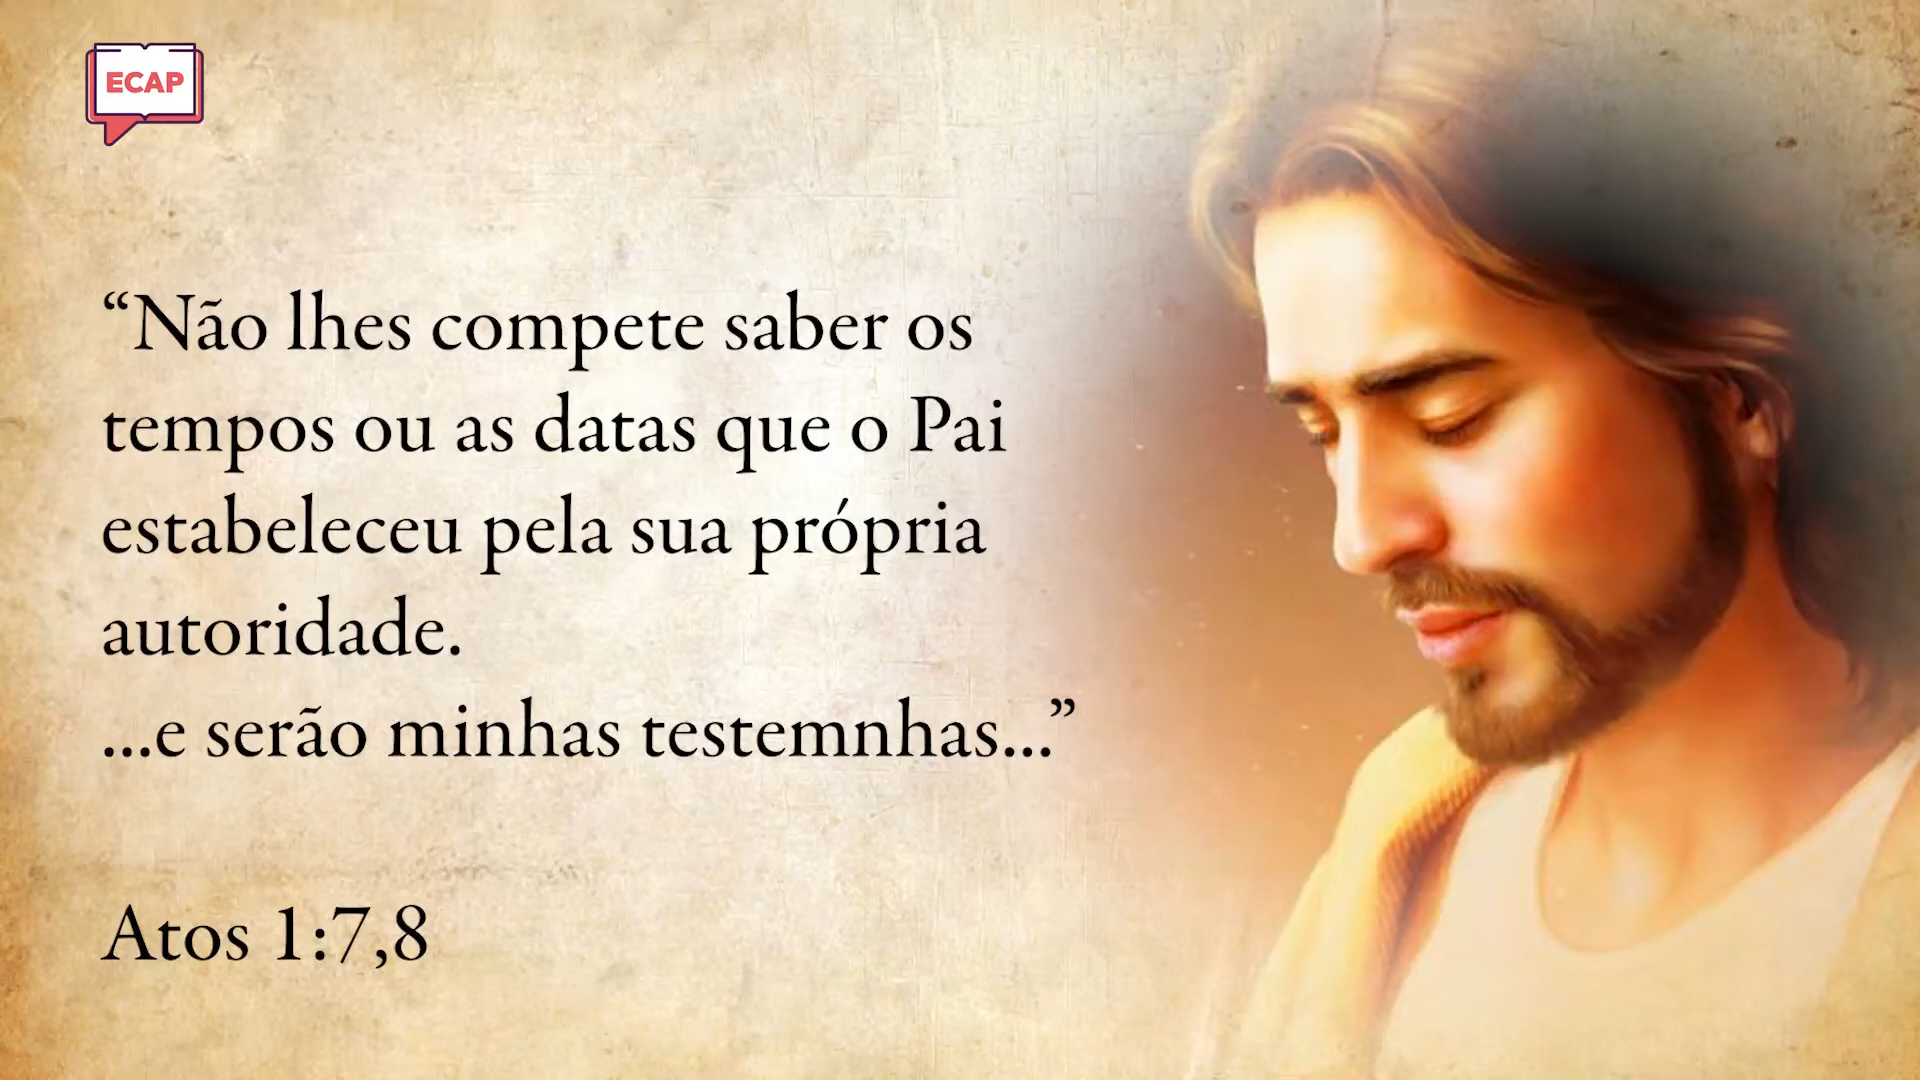 ECAP
“Não lhes compete saber os
tempos ou as datas que o Pai
estabeleceu pela sua própria
autoridade.
...e serão minhas testemnhas...”
Atos 1:7,8